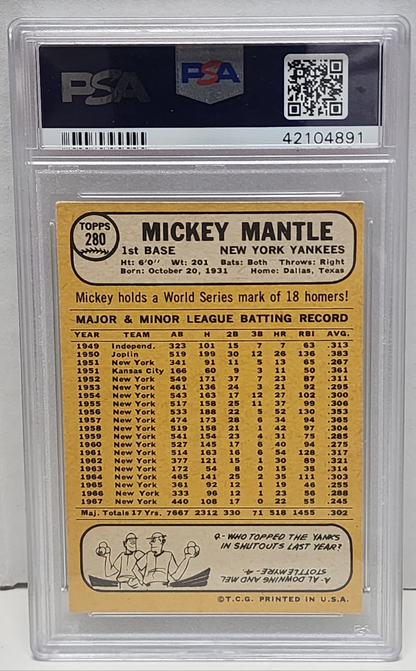 PSA PSA
42104891
TOPPS
280
MICKEY MANTLE
1st BASE NEW YORK YANKEES
Ht: 6'0" Wt: 201 Bats: Both Throws: Right
Born: October 20, 1931 Home: Dallas, Texas
Mickey holds a World Series mark of 18 homers!
MAJOR & MINOR LEAGUE BATTING RECORD
YEAR TEAM AB H 2B 3B HR RBI AVG.
1949 Independ. 323 101 15 7 7 63 .313
1950 Joplin 519 199 30 12 26 136 .383
1951 New York 341 91 11 5 13 65 .267
1951 Kansas City 166 60 9 3 11 50 .361
1952 New York 549 171 37 7 23 87 .311
1953 New York 461 136 24 3 21 92 .295
1954 New York 543 163 17 12 27 102 .300
1955 New York 517 158 25 11 37 99 .306
1956 New York 533 188 22 5 52 130 .353
1957 New York 474 173 28 6 34 94 .365
1958 New York 519 158 21 1 42 97 .304
1959 New York 541 154 23 4 31 75 .285
1960 New York 527 145 17 6 40 94 .275
1961 New York 514 163 16 6 54 128 .317
1962 New York 377 121 15 1 30 89 .321
1963 New York 172 54 8 0 15 35 .314
1964 New York 465 141 25 2 35 111 .303
1965 New York 361 92 12 1 19 46 .255
1966 New York 333 96 12 1 23 56 .288
1967 New York 440 108 17 0 22 55 .245
Maj. Totals 17 Yrs. 7667 2312 330 71 518 1455 .302
Q- WHO TOPPED THE YANKS
IN SHUTOUTS LAST YEAR?
A- AL DOWNING AND MEL
STOTTLEMYRE - 4.
©T.C.G. PRINTED IN U.S.A.